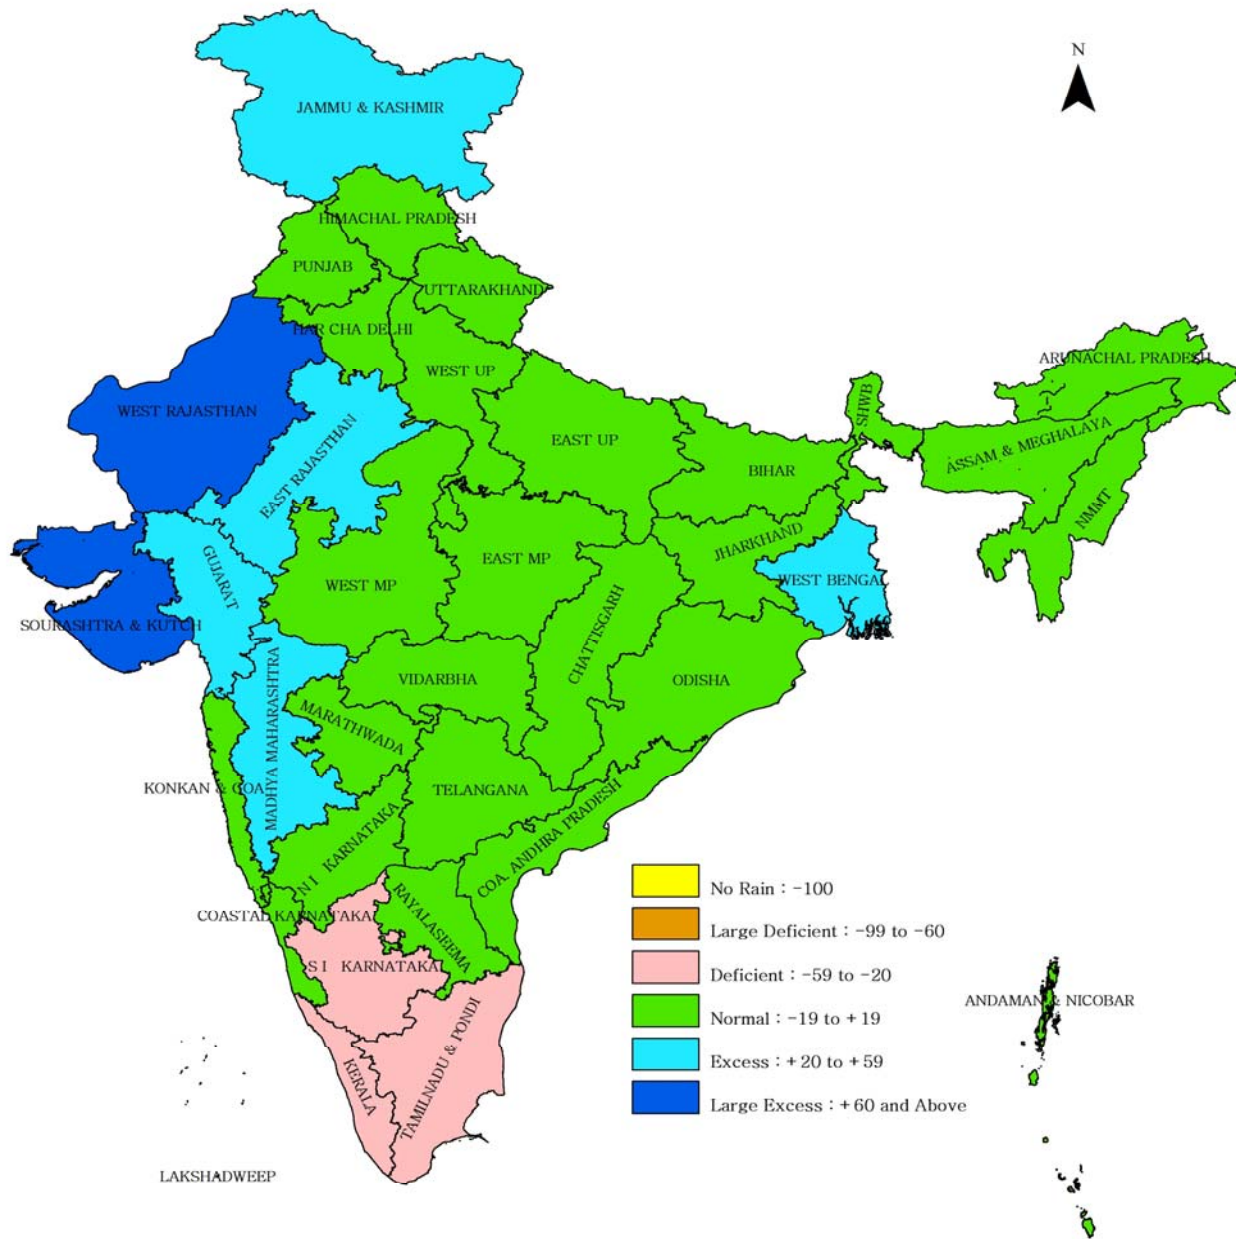 N
JAMMU & KASHMIR
HIMACHAL PRADESH
PUNJAB
UTTARAKHAND
HAR CHA DELHI
ARUNACHAL PRADESH
WEST UP
SHWB
WEST RAJASTHAN
EAST UP
ASSAM & MEGHALAYA
EAST RAJASTHAN
BIHAR
NMMT
JHARKHAND
EAST MP
GUJARAT
WEST MP
WEST BENGAL
SOURASHTRA & KUTCH
CHATTISGARH
VIDARBHA
ODISHA
MADHYA MAHARASHTRA
MARATHWADA
KONKAN & GOA
TELANGANA
COA. ANDHRA PRADESH
N I KARNATAKA
RAYALASEEMA
COASTAL KARNATAKA
S I KARNATAKA
TAMILNADU & PONDI
KERALA
LAKSHADWEEP
ANDAMAN & NICOBAR
No Rain : -100
Large Deficient : -99 to -60
Deficient : -59 to -20
Normal : -19 to +19
Excess : +20 to +59
Large Excess : +60 and Above